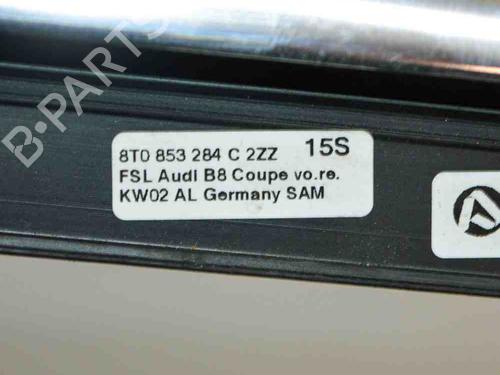 B-PARTS
8T0 853 284 C 2ZZ 15S
FSL Audi B8 Coupe vo.re.
KW02 AL Germany SAM